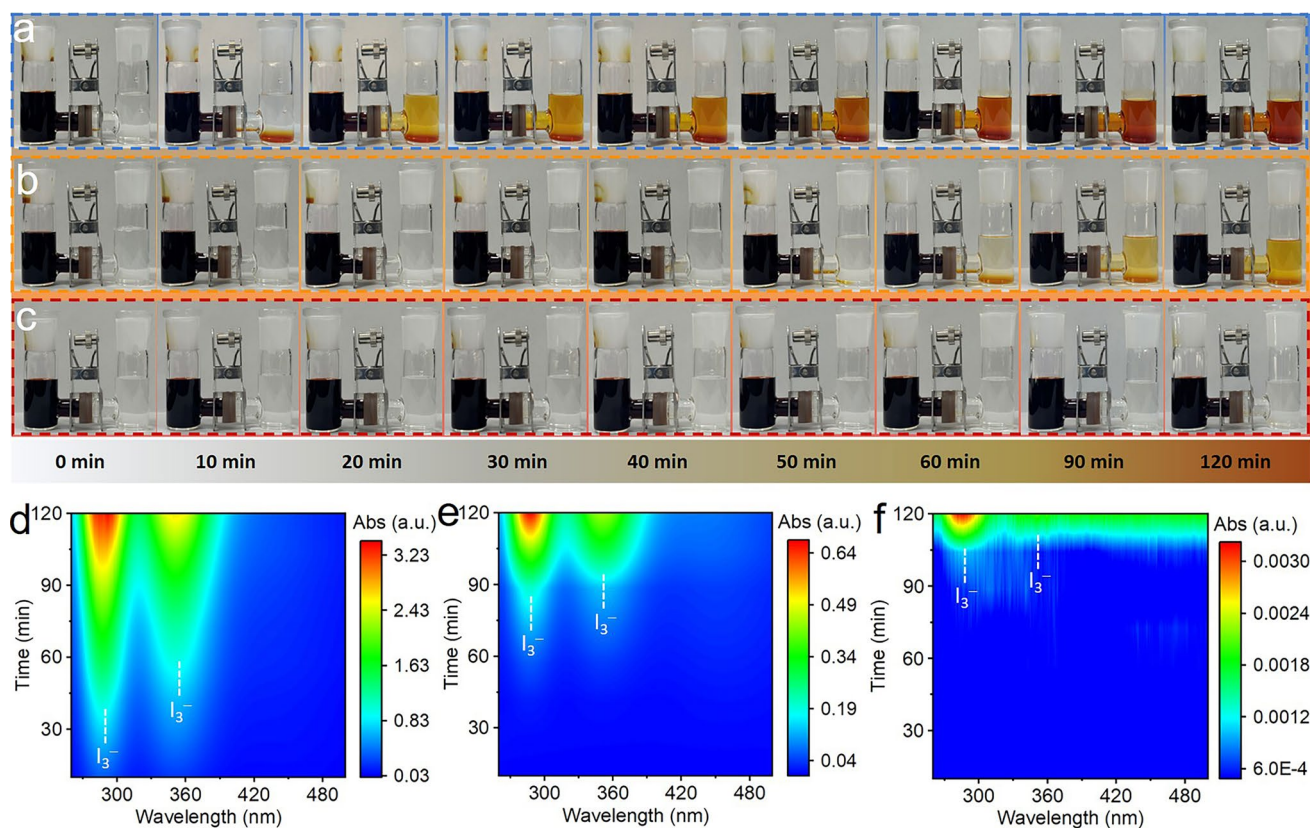 a
b
c
0 min 10 min 20 min 30 min 40 min 50 min 60 min 90 min 120 min
d
120
90
60
30
Time (min)
300 360 480
Wavelength (nm)
I₃⁻
I₃⁻
Abs (a.u.)
3.23
2.43
1.63
0.83
0.03
e
120
90
60
30
Time (min)
300 360 480
Wavelength (nm)
I₃⁻
I₃⁻
Abs (a.u.)
0.64
0.49
0.34
0.19
0.04
f
120
90
60
30
Time (min)
300 360 480
Wavelength (nm)
I₃⁻
I₃⁻
Abs (a.u.)
0.0030
0.0024
0.0018
0.0012
6.0E-4